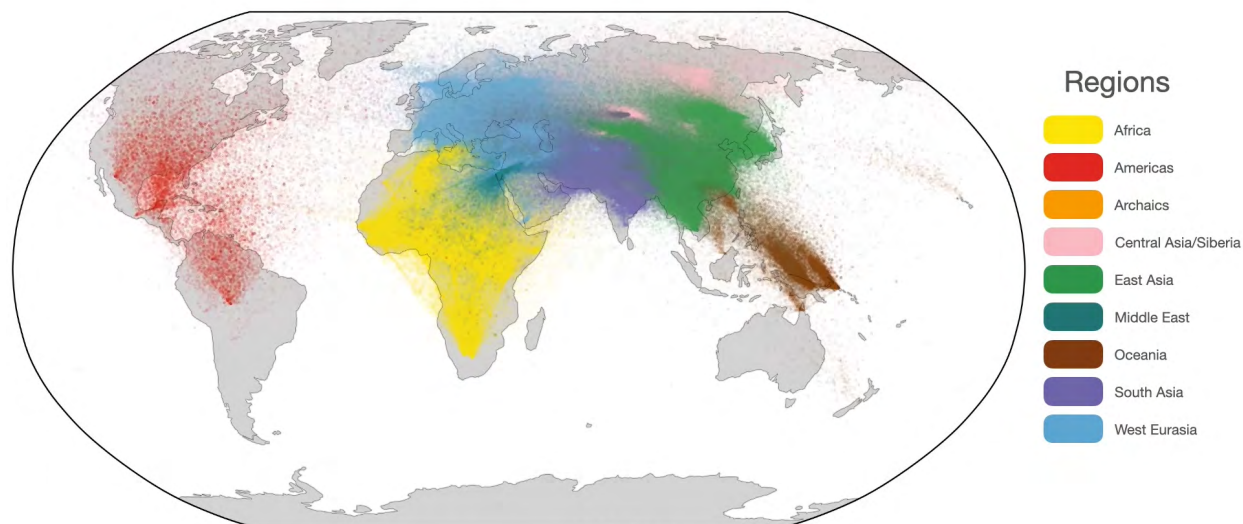 Regions
Africa
Americas
Archaics
Central Asia/Siberia
East Asia
Middle East
Oceania
South Asia
West Eurasia